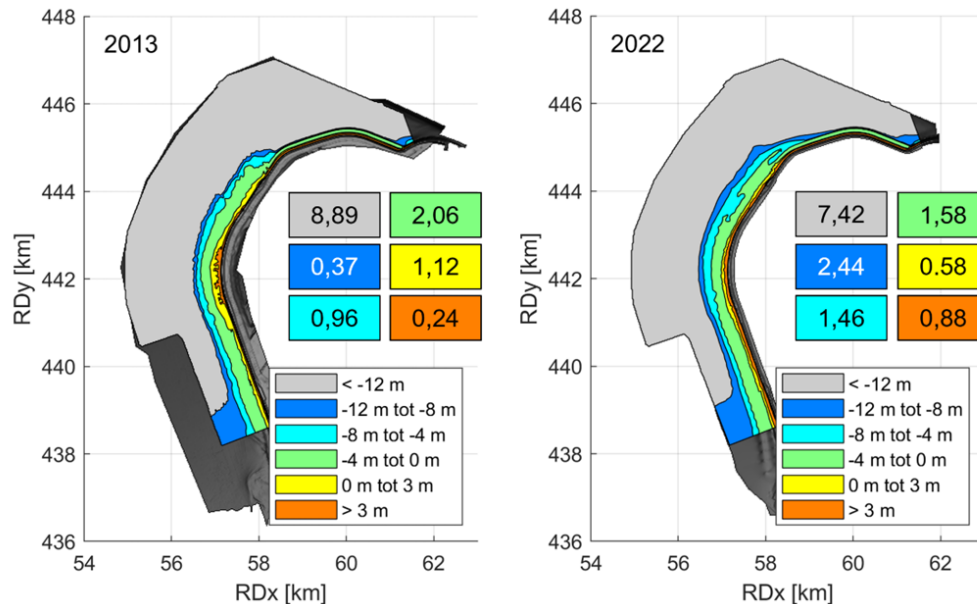 2013
448
446
444
442
440
438
436
54
56
58
60
62
RDy [km]
RDx [km]
8,89
2,06
0,37
1,12
0,96
0,24
< -12 m
-12 m tot -8 m
-8 m tot -4 m
-4 m tot 0 m
0 m tot 3 m
> 3 m
2022
448
446
444
442
440
438
436
54
56
58
60
62
RDy [km]
RDx [km]
7,42
1,58
2,44
0.58
1,46
0,88
< -12 m
-12 m tot -8 m
-8 m tot -4 m
-4 m tot 0 m
0 m tot 3 m
> 3 m